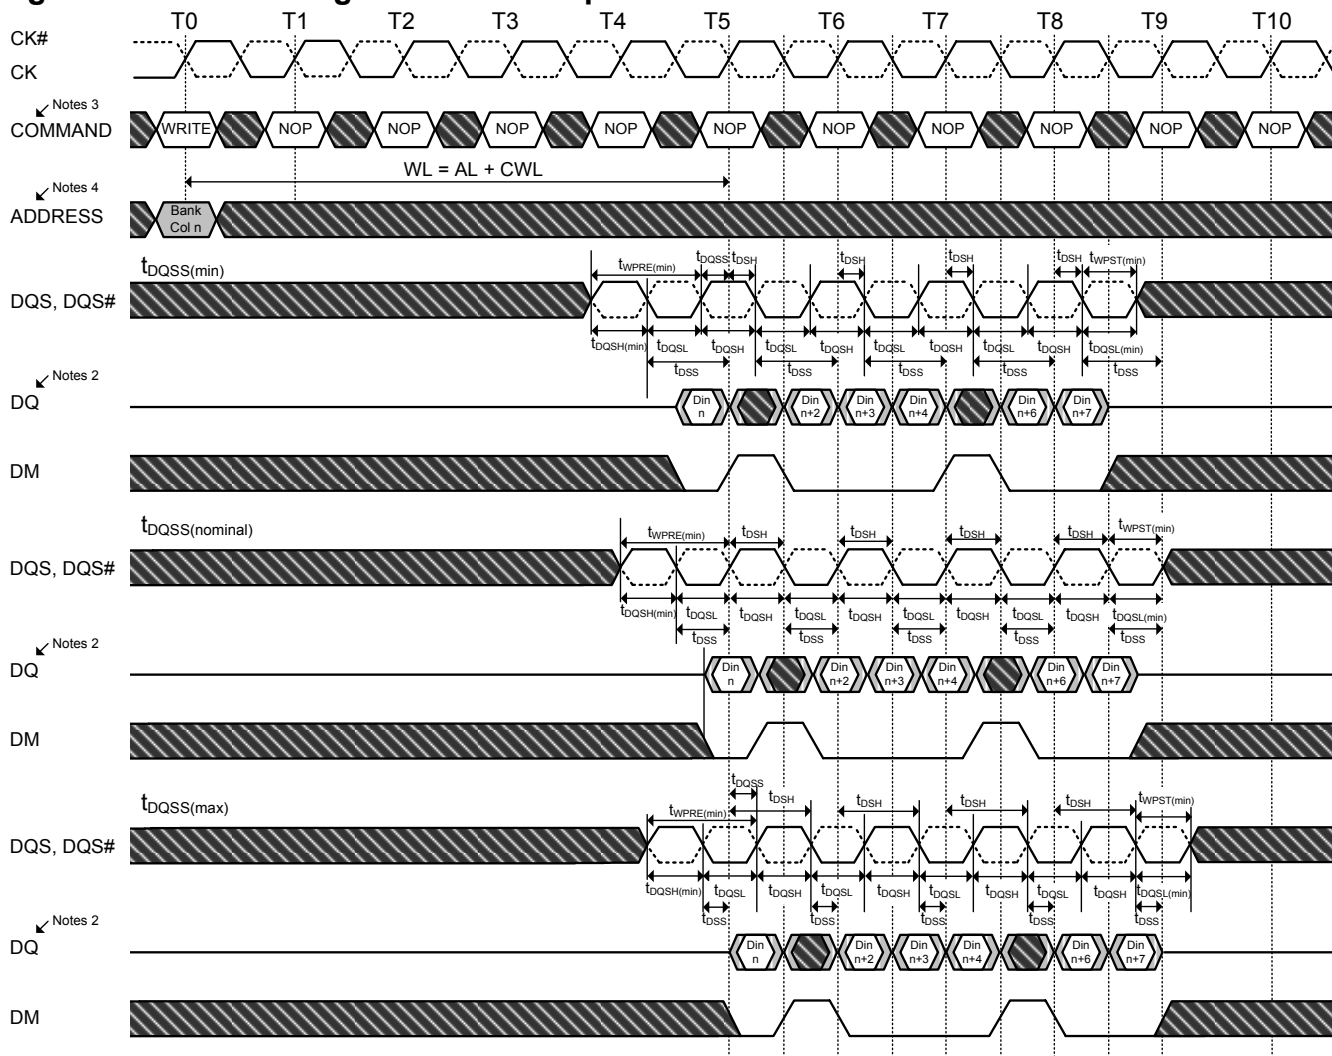 T0 T1 T2 T3 T4 T5 T6 T7 T8 T9 T10
CK#
CK
Notes 3
COMMAND WRITE NOP NOP NOP NOP NOP NOP NOP NOP NOP NOP
WL = AL + CWL
Notes 4
ADDRESS
Bank
Col n
tDQSS(min) tWPRE(min) tDQSS tDSH tDSH tDSH tDSH tWPST(min)
DQS, DQS#
tDQSH(min) tDQSL tDQSH tDQSL tDQSH tDQSL tDQSH tDQSL tDQSH tDQSL(min)
tDSS tDSS tDSS tDSS tDSS
Notes 2
DQ
Din n Din n+2 Din n+3 Din n+4 Din n+6 Din n+7
DM
tDQSS(nominal) tWPRE(min) tDSH tDSH tDSH tDSH tWPST(min)
DQS, DQS#
tDQSH(min) tDQSL tDQSH tDQSL tDQSH tDQSL tDQSH tDQSL tDQSH tDQSL(min)
tDSS tDSS tDSS tDSS tDSS
Notes 2
DQ
Din n Din n+2 Din n+3 Din n+4 Din n+6 Din n+7
DM
tDQSS
tDQSS(max) tWPRE(min) tDSH tDSH tDSH tDSH tWPST(min)
DQS, DQS#
tDQSH(min) tDQSL tDQSH tDQSL tDQSH tDQSL tDQSH tDQSL tDQSH tDQSL(min)
tDSS tDSS tDSS tDSS tDSS
Notes 2
DQ
Din n Din n+2 Din n+3 Din n+4 Din n+6 Din n+7
DM